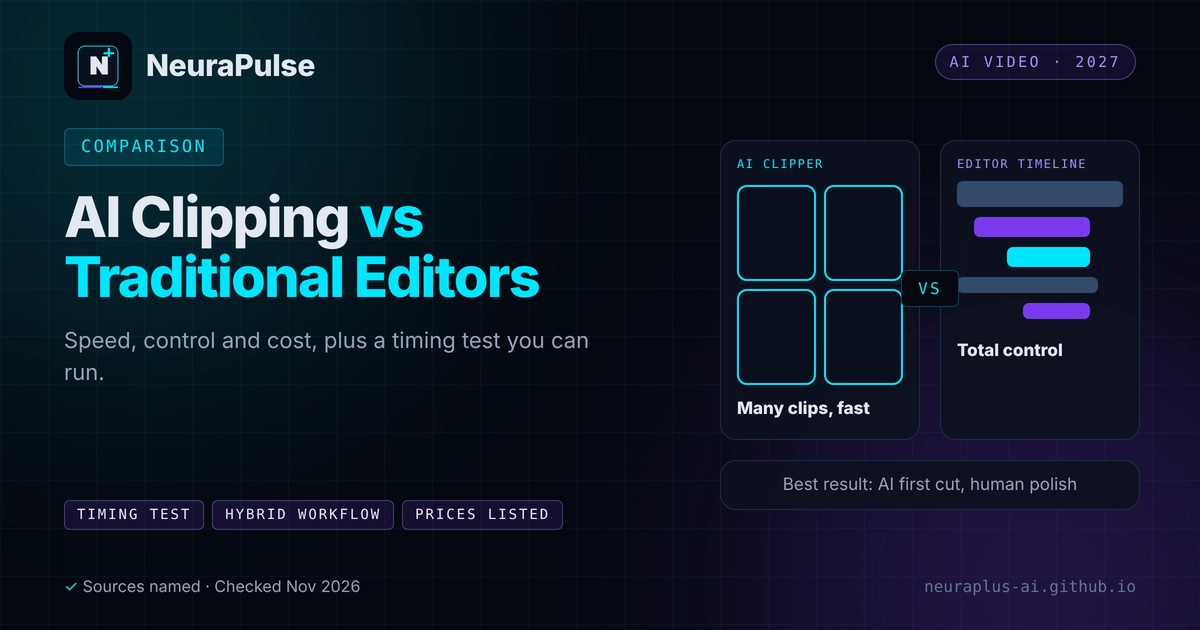 N
NeuraPulse
AI VIDEO · 2027
COMPARISON
AI Clipping vs
Traditional Editors
Speed, control and cost, plus a timing test you can
run.
AI CLIPPER
Many clips, fast
VS
EDITOR TIMELINE
Total control
Best result: AI first cut, human polish
TIMING TEST
HYBRID WORKFLOW
PRICES LISTED
✓ Sources named · Checked Nov 2026
neuraplus-ai.github.io